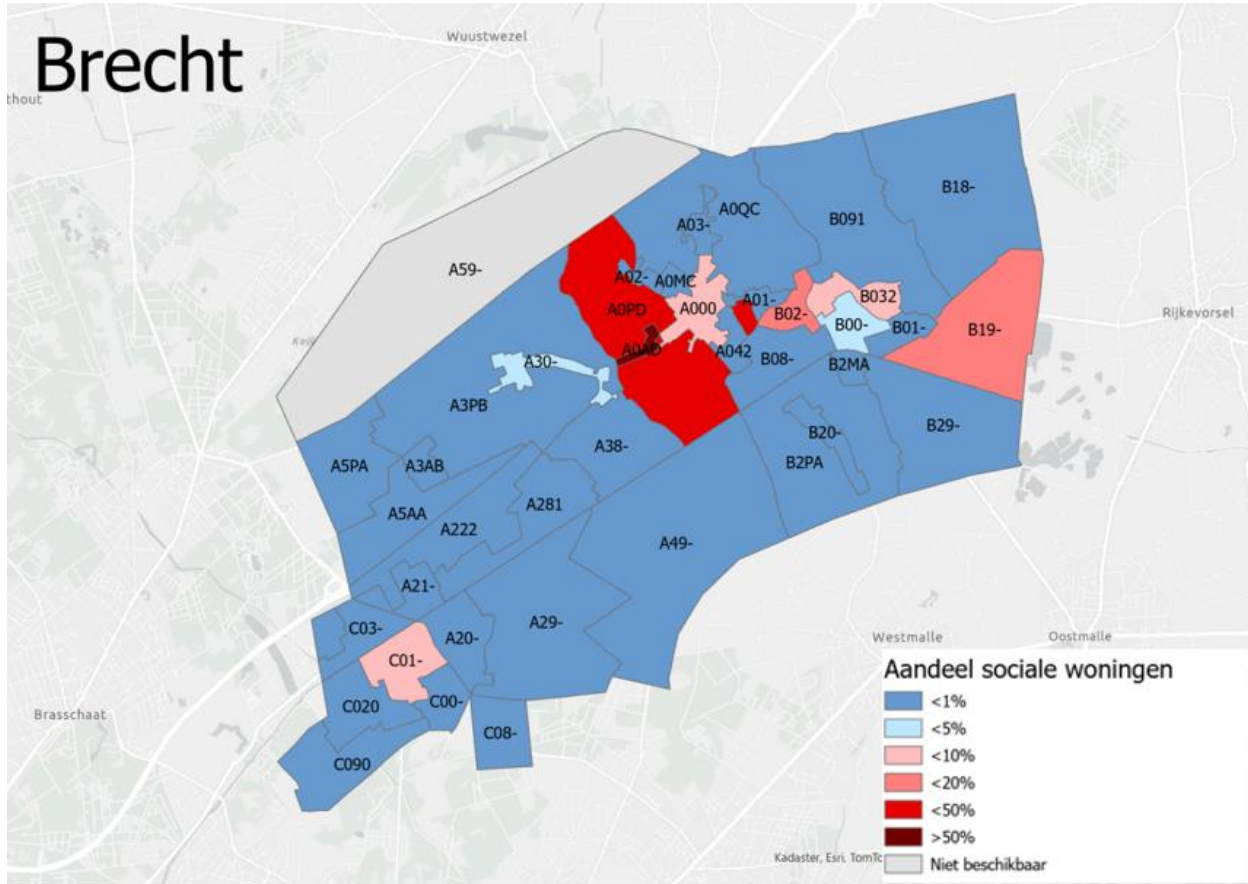 Brecht
Wuustwezel
thout
B18-
A0QC
A03-
B091
A59-
A02-
A0MC
A01-
B032
A0PD
A000
B02-
Rijkevorsel
B00-
B01-
B19-
A0AD
A042
A30-
B08-
B2MA
A3PB
B29-
B20-
A38-
B2PA
A5PA
A3AB
A281
A5AA
A222
A49-
A21-
A29-
C03-
A20-
Westmalle
Oostmalle
C01-
C00-
C020
Brasschaat
C08-
C090
Aandeel sociale woningen
<1%
<5%
<10%
<20%
<50%
>50%
Niet beschikbaar
Kadaster, Esri, TomTo